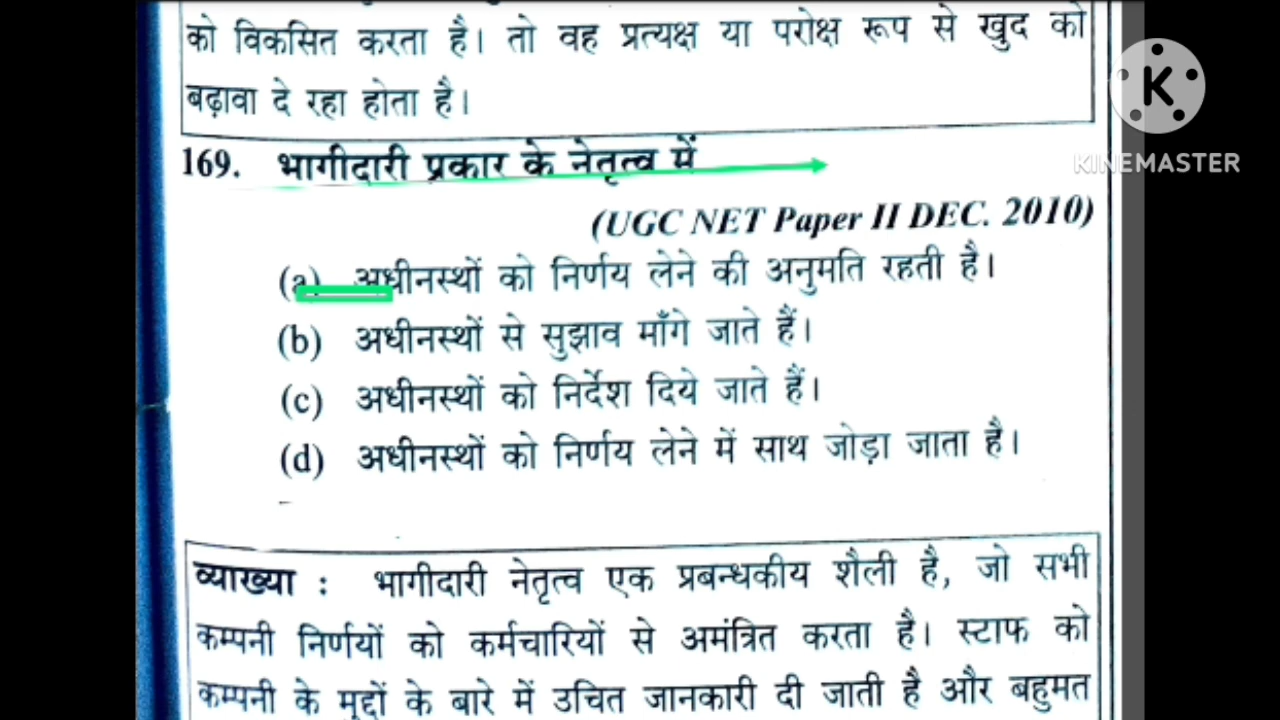 को विकसित करता है। तो वह प्रत्यक्ष या परोक्ष रूप से खुद को
बढ़ावा दे रहा होता है।
KINEMASTER
169. भागीदारी प्रकार के नेतृत्व में
(UGC NET Paper II DEC. 2010)
(a) अधीनस्थों को निर्णय लेने की अनुमति रहती है।
(b) अधीनस्थों से सुझाव माँगे जाते हैं।
(c) अधीनस्थों को निर्देश दिये जाते हैं।
(d) अधीनस्थों को निर्णय लेने में साथ जोड़ा जाता है।
व्याख्या : भागीदारी नेतृत्व एक प्रबन्धकीय शैली है, जो सभी
कम्पनी निर्णयों को कर्मचारियों से अमंत्रित करता है। स्टाफ को
कम्पनी के मुद्दों के बारे में उचित जानकारी दी जाती है और बहुमत